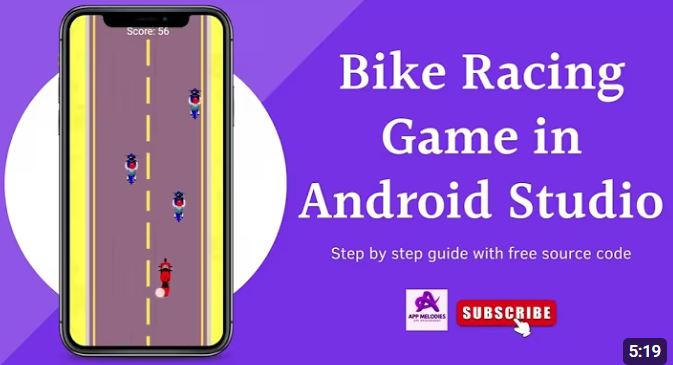 Score: 56
Bike Racing
Game in
Android Studio
Step by step guide with free source code
APP MELODIES
SUBSCRIBE
5:19